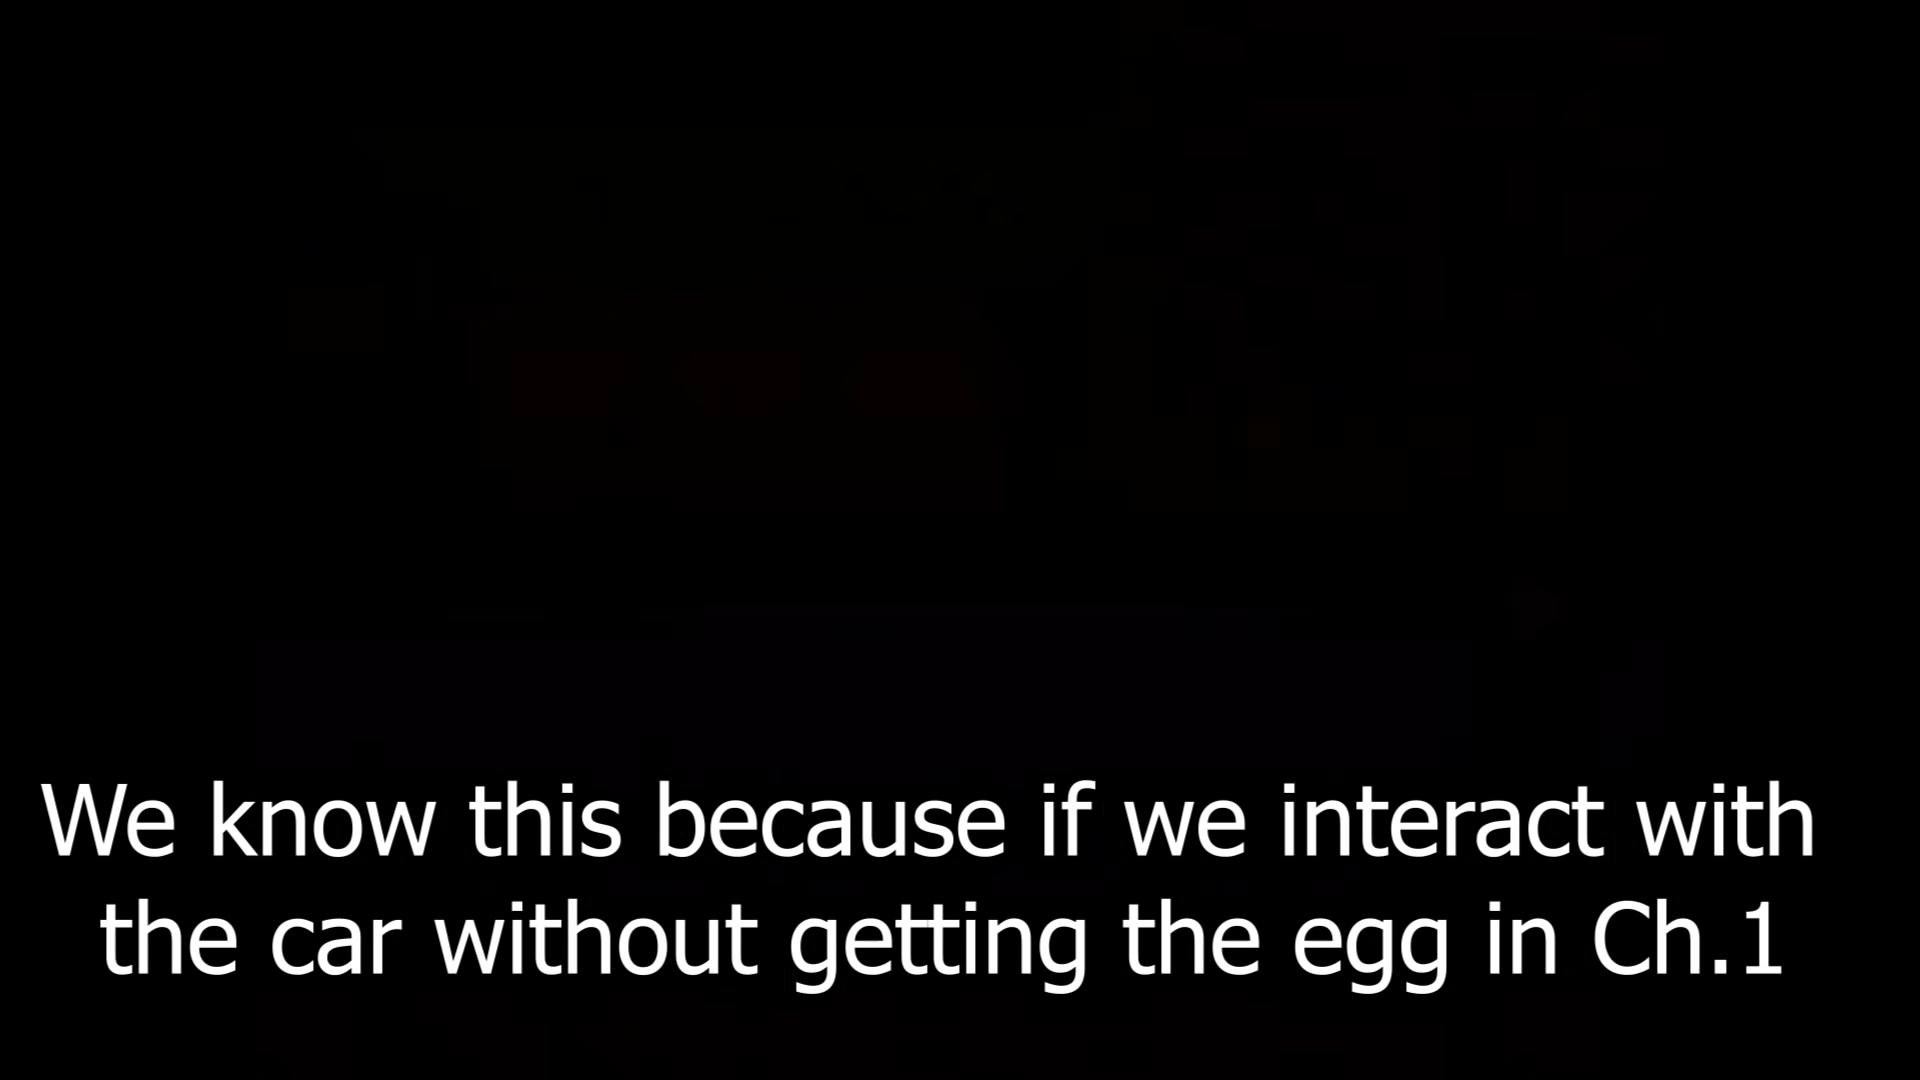 We know this because if we interact with
the car without getting the egg in Ch.1